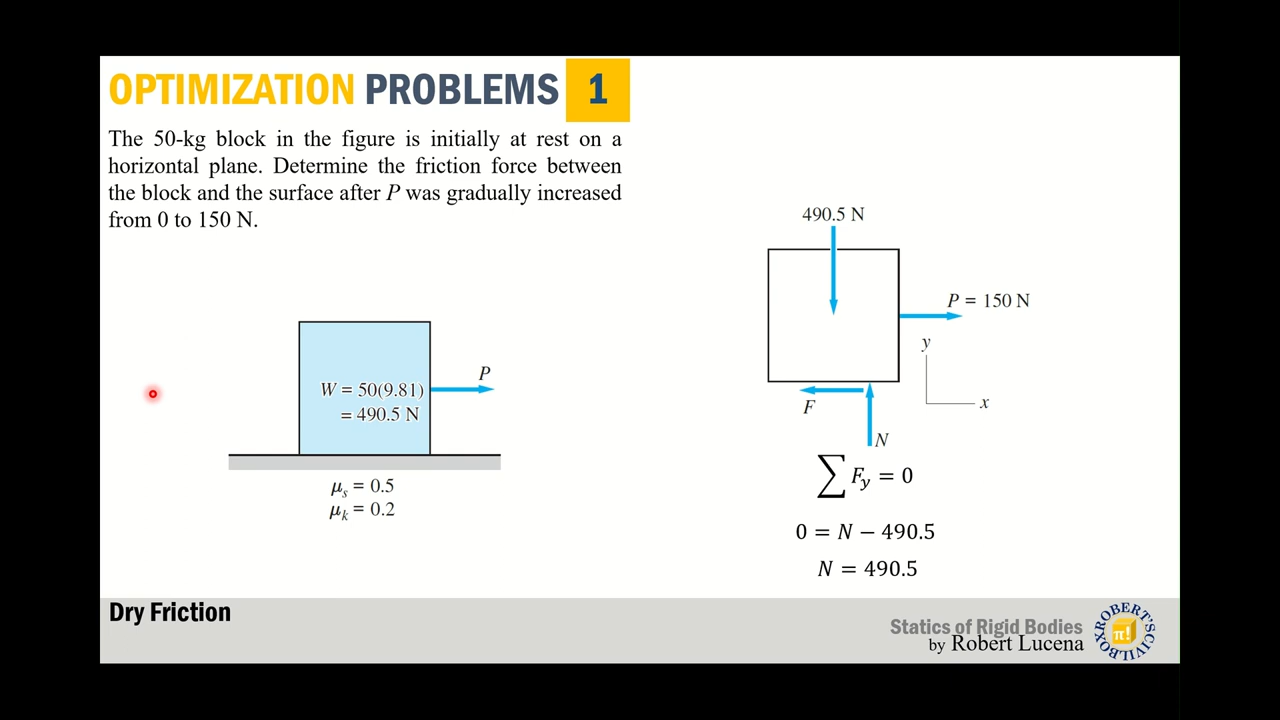 OPTIMIZATION PROBLEMS 1
The 50-kg block in the figure is initially at rest on a
horizontal plane. Determine the friction force between
the block and the surface after P was gradually increased
from 0 to 150 N.
W = 50(9.81)
= 490.5 N
P
μs = 0.5
μk = 0.2
490.5 N
P = 150 N
y
x
F
N
∑ Fy = 0
0 = N − 490.5
N = 490.5
Dry Friction
Statics of Rigid Bodies
by Robert Lucena
ROBERT'S CIVIL BOX
π!